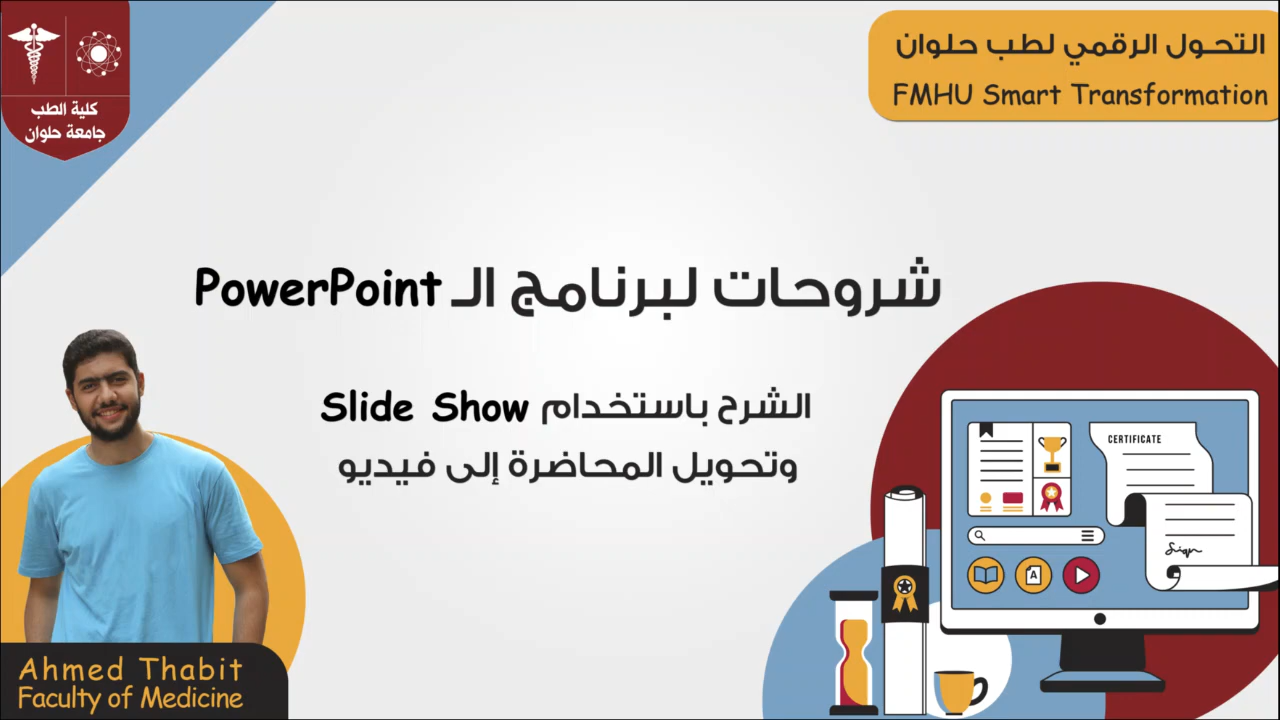 كلية الطب
جامعة حلوان
التحول الرقمي لطب حلوان
FMHU Smart Transformation
شروحات لبرنامج الـ PowerPoint
الشرح باستخدام Slide Show
وتحويل المحاضرة إلى فيديو
CERTIFICATE
Sign
A
Ahmed Thabit
Faculty of Medicine